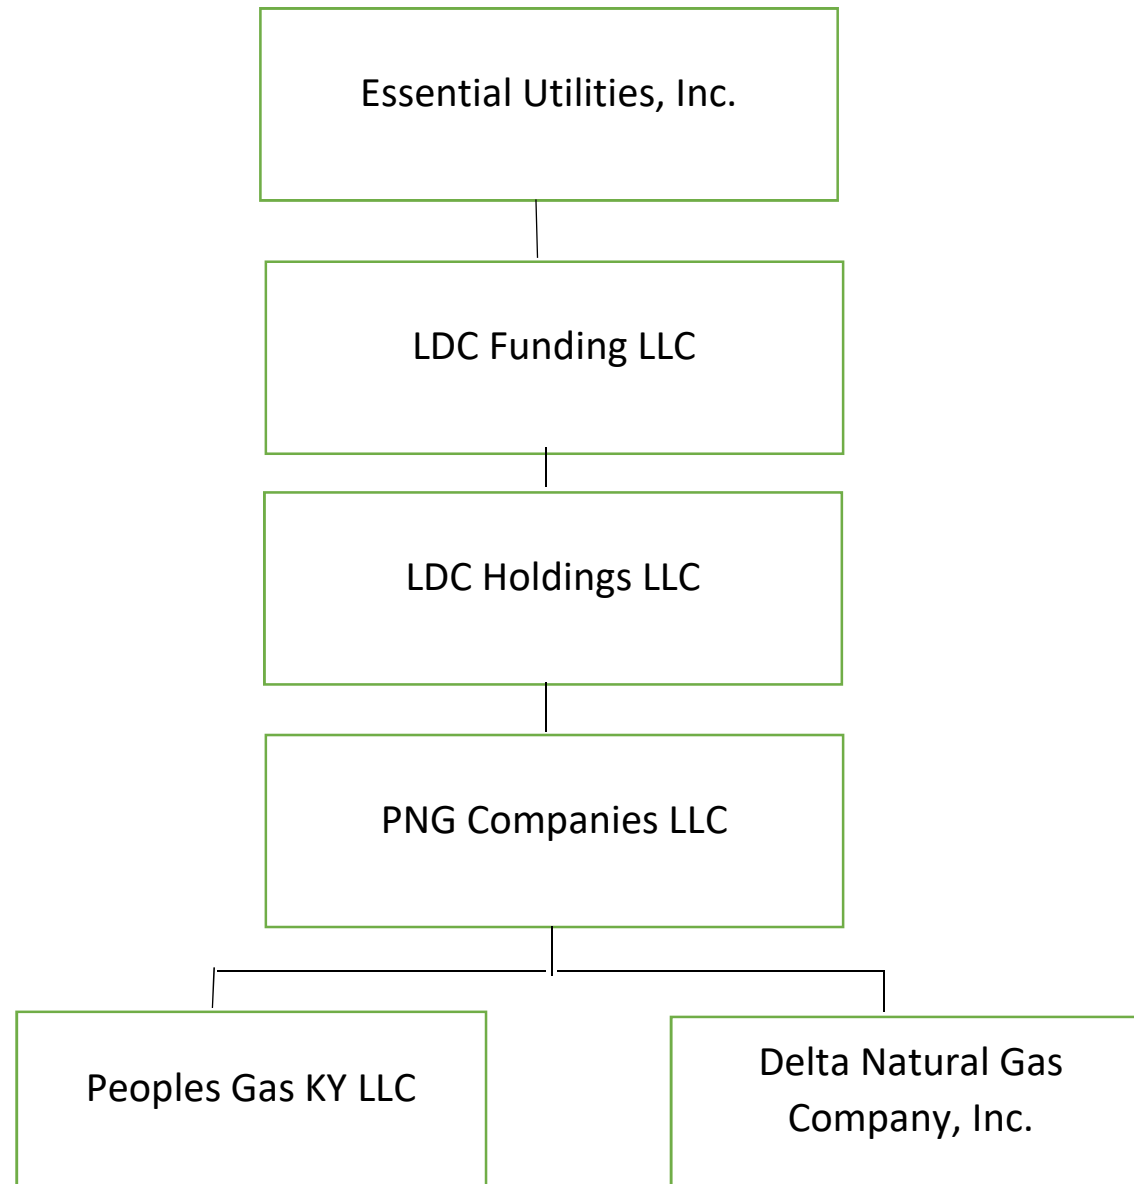 Essential Utilities, Inc.
LDC Funding LLC
LDC Holdings LLC
PNG Companies LLC
Peoples Gas KY LLC
Delta Natural Gas
Company, Inc.